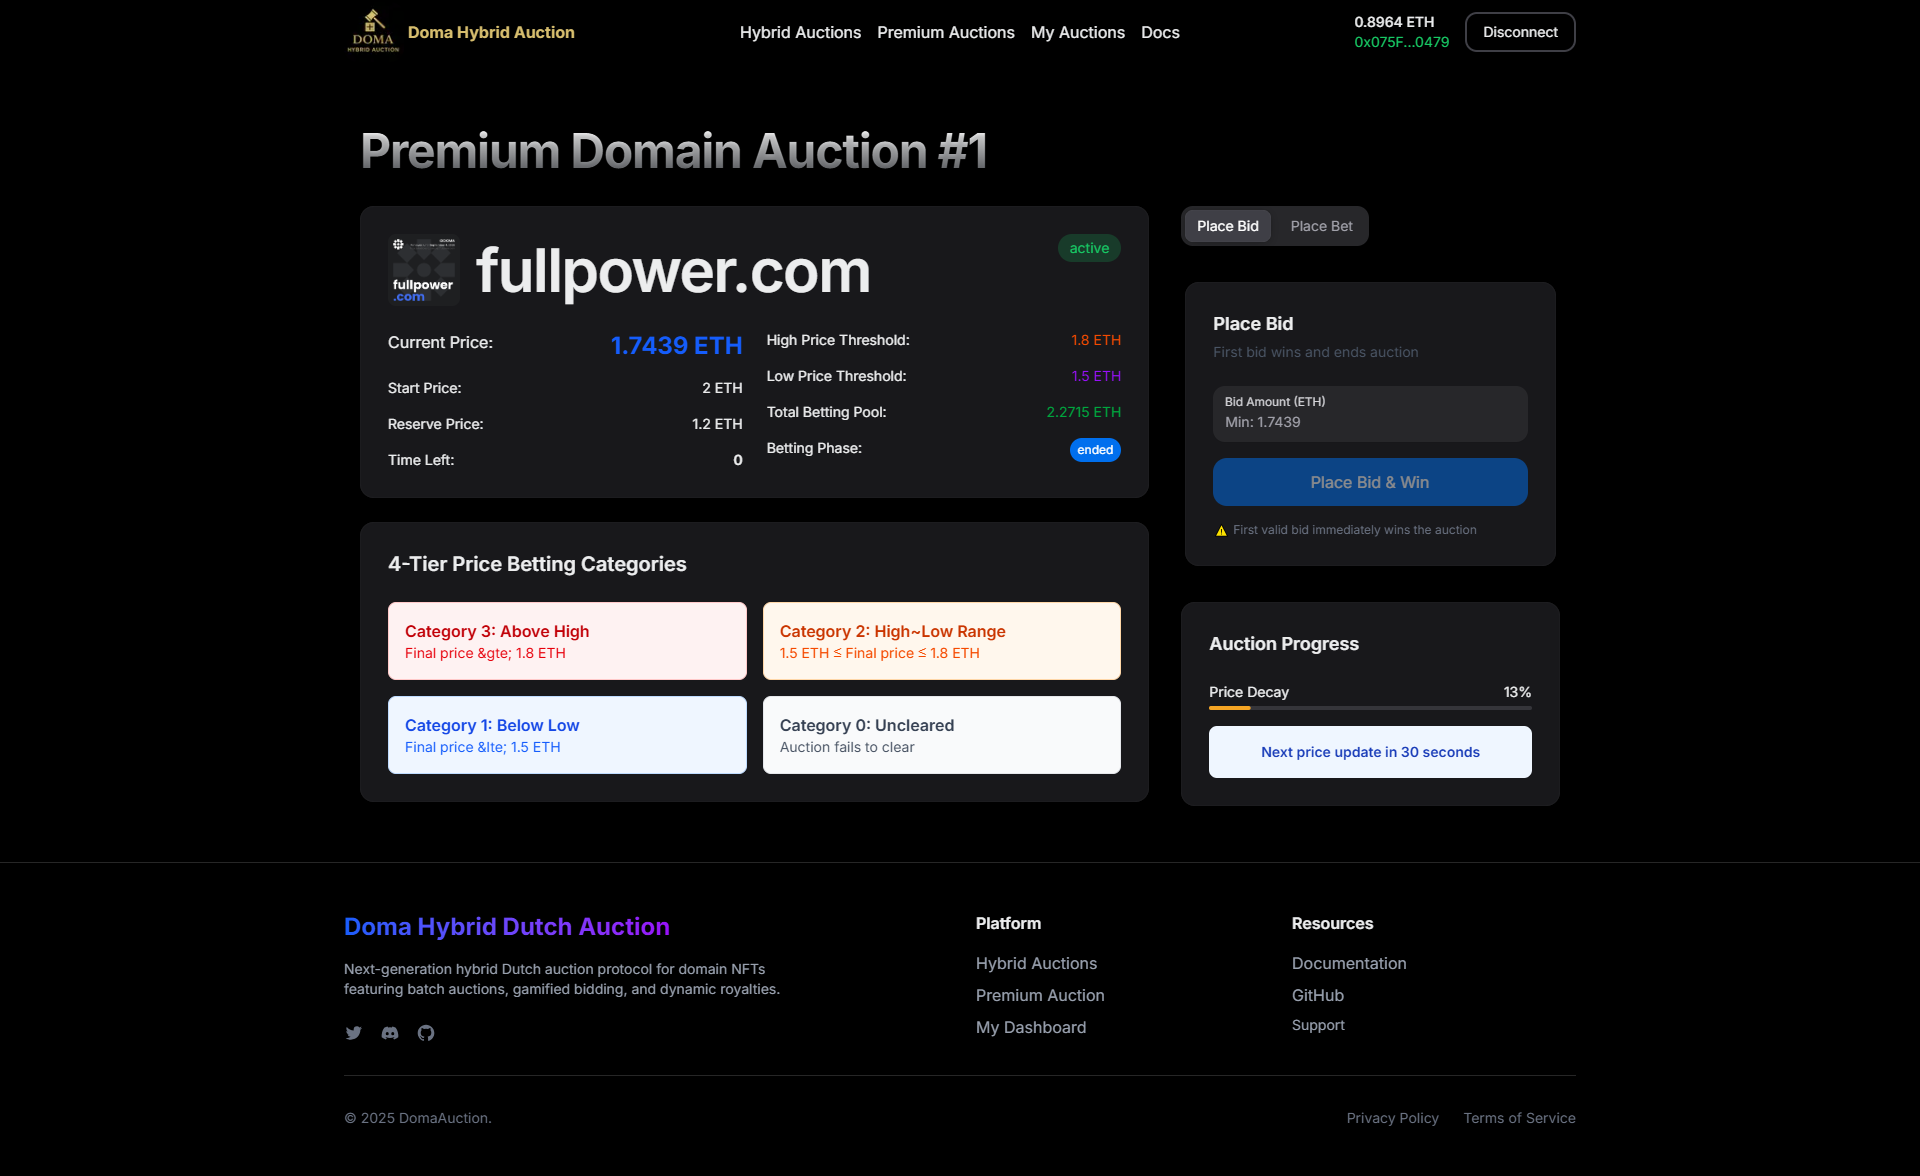 DOMA
HYBRID AUCTION
Doma Hybrid Auction
Hybrid Auctions
Premium Auctions
My Auctions
Docs
0.8964 ETH
0x075F...0479
Disconnect
Premium Domain Auction #1
fullpower
.com
fullpower.com
active
Current Price: 1.7439 ETH
Start Price: 2 ETH
Reserve Price: 1.2 ETH
Time Left: 0
High Price Threshold: 1.8 ETH
Low Price Threshold: 1.5 ETH
Total Betting Pool: 2.2715 ETH
Betting Phase: ended
4-Tier Price Betting Categories
Category 3: Above High
Final price &gte; 1.8 ETH
Category 2: High~Low Range
1.5 ETH ≤ Final price ≤ 1.8 ETH
Category 1: Below Low
Final price &lte; 1.5 ETH
Category 0: Uncleared
Auction fails to clear
Place Bid
Place Bet
Place Bid
First bid wins and ends auction
Bid Amount (ETH)
Min: 1.7439
Place Bid & Win
⚠ First valid bid immediately wins the auction
Auction Progress
Price Decay 13%
Next price update in 30 seconds
Doma Hybrid Dutch Auction
Next-generation hybrid Dutch auction protocol for domain NFTs
featuring batch auctions, gamified bidding, and dynamic royalties.
Platform
Hybrid Auctions
Premium Auction
My Dashboard
Resources
Documentation
GitHub
Support
© 2025 DomaAuction.
Privacy Policy
Terms of Service